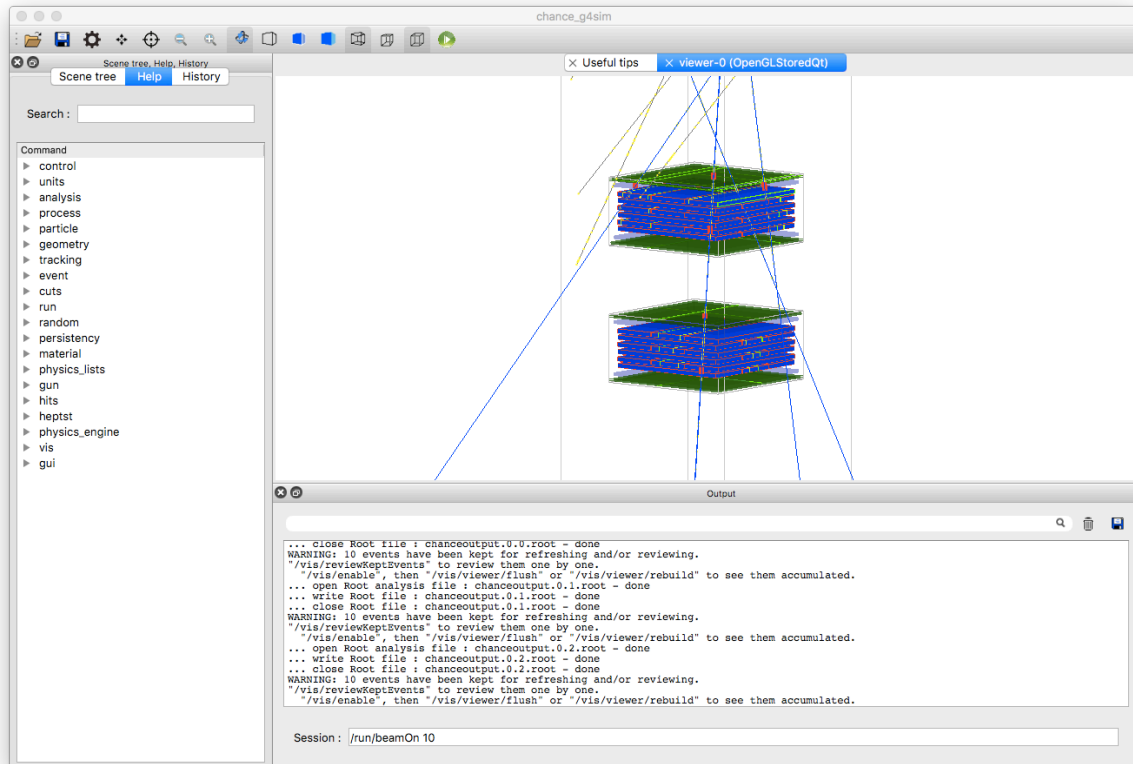 chance_g4sim
Scene tree, Help, History
Scene tree Help History
Search :
Command
control
units
analysis
process
particle
geometry
tracking
event
cuts
run
random
persistency
material
physics_lists
gun
hits
heptst
physics_engine
vis
gui
Useful tips viewer-0 (OpenGLStoredQt)
Output
... close Root file : chanceoutput.0.0.root - done
WARNING: 10 events have been kept for refreshing and/or reviewing.
"/vis/reviewKeptEvents" to review them one by one.
"/vis/enable", then "/vis/viewer/flush" or "/vis/viewer/rebuild" to see them accumulated.
... open Root analysis file : chanceoutput.0.1.root - done
... write Root file : chanceoutput.0.1.root - done
... close Root file : chanceoutput.0.1.root - done
WARNING: 10 events have been kept for refreshing and/or reviewing.
"/vis/reviewKeptEvents" to review them one by one.
"/vis/enable", then "/vis/viewer/flush" or "/vis/viewer/rebuild" to see them accumulated.
... open Root analysis file : chanceoutput.0.2.root - done
... write Root file : chanceoutput.0.2.root - done
... close Root file : chanceoutput.0.2.root - done
WARNING: 10 events have been kept for refreshing and/or reviewing.
"/vis/reviewKeptEvents" to review them one by one.
"/vis/enable", then "/vis/viewer/flush" or "/vis/viewer/rebuild" to see them accumulated.
Session : /run/beamOn 10